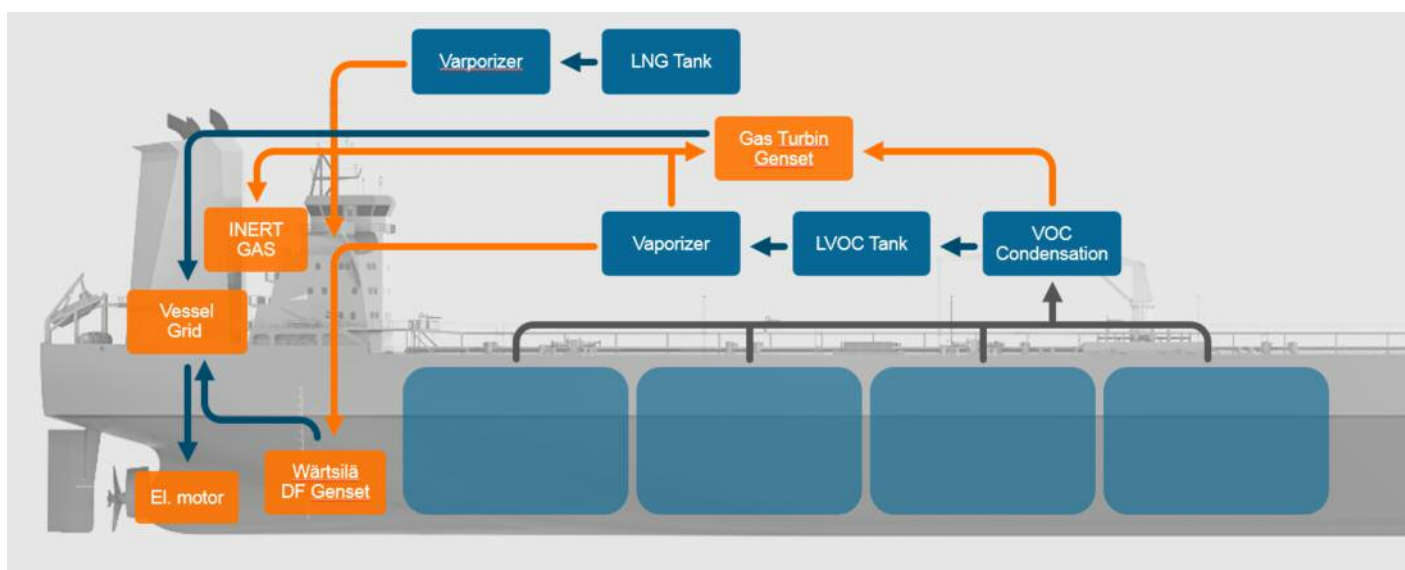 Varporizer
LNG Tank
Gas Turbin
Genset
INERT
GAS
Vaporizer
LVOC Tank
VOC
Condensation
Vessel
Grid
El. motor
Wärtsilä
DF Genset